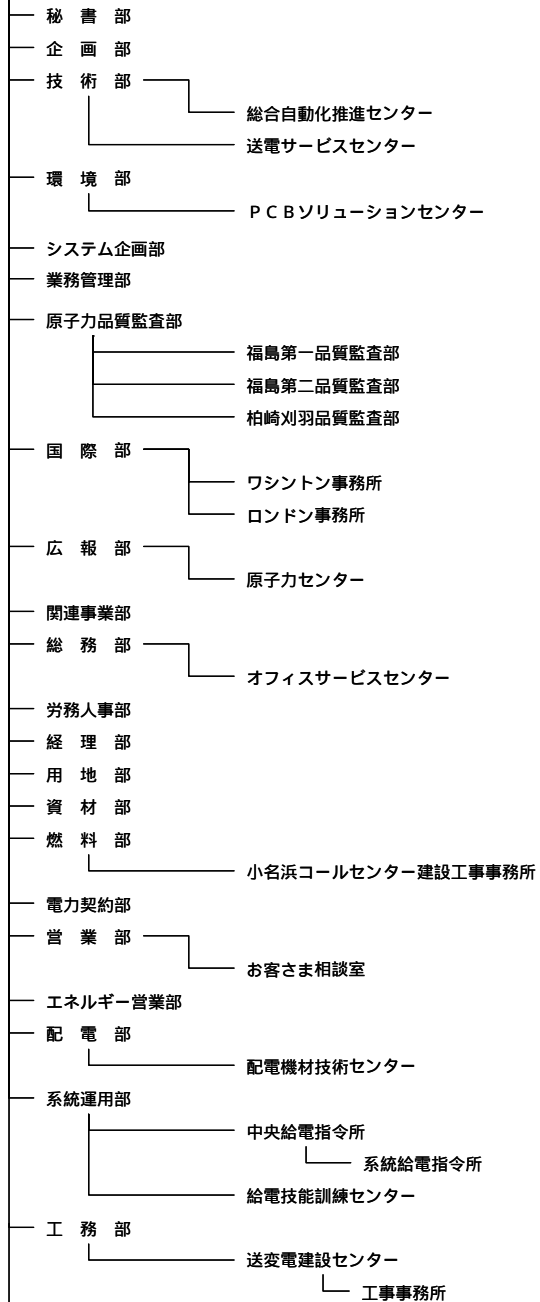 秘書部
企画部
技術部
総合自動化推進センター
送電サービスセンター
環境部
ＰＣＢソリューションセンター
システム企画部
業務管理部
原子力品質監査部
福島第一品質監査部
福島第二品質監査部
柏崎刈羽品質監査部
国際部
ワシントン事務所
ロンドン事務所
広報部
原子力センター
関連事業部
総務部
オフィスサービスセンター
労務人事部
経理部
用地部
資材部
燃料部
小名浜コールセンター建設工事事務所
電力契約部
営業部
お客さま相談室
エネルギー営業部
配電部
配電機材技術センター
系統運用部
中央給電指令所
系統給電指令所
給電技能訓練センター
工務部
送変電建設センター
工事事務所